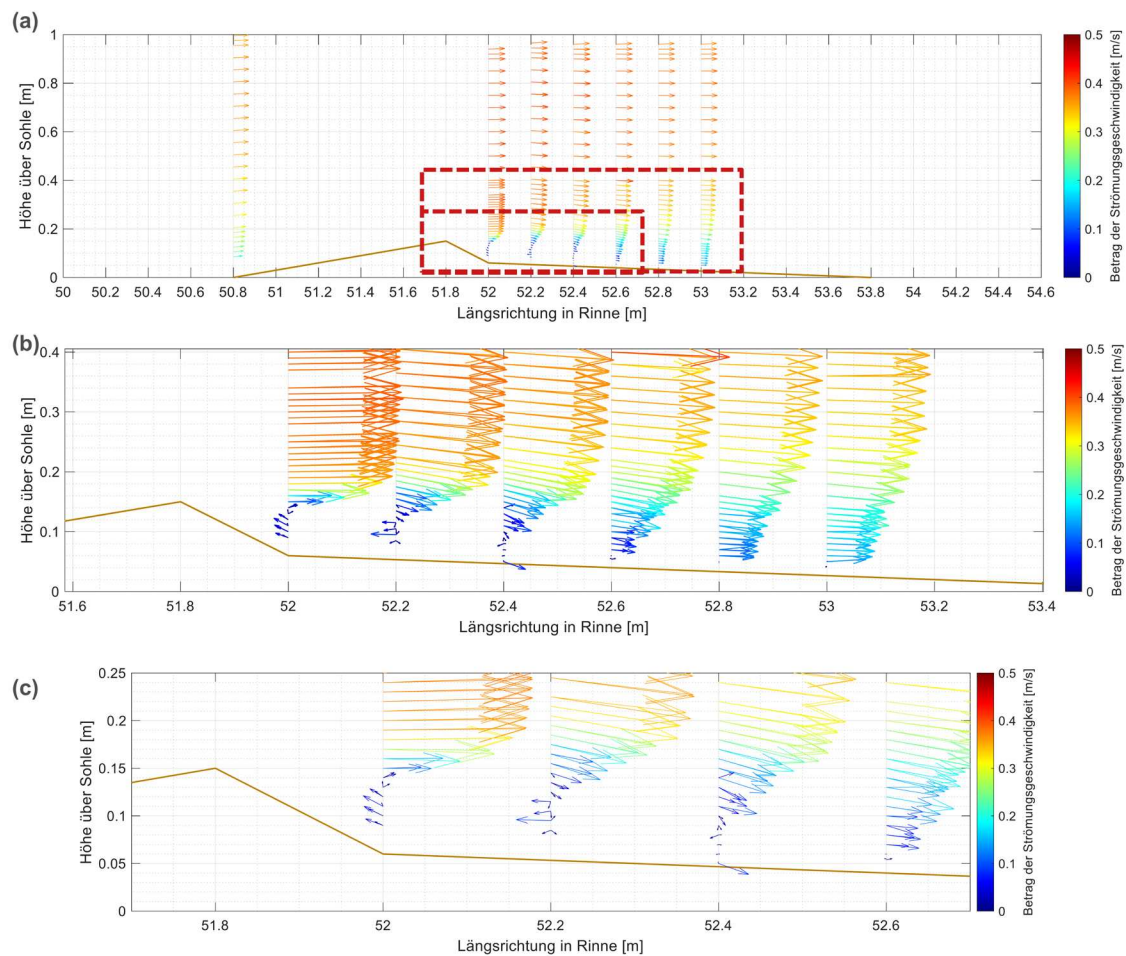 (a)
1
0.8
0.6
0.4
0.2
0
Höhe über Sohle [m]
50 50.2 50.4 50.6 50.8 51 51.2 51.4 51.6 51.8 52 52.2 52.4 52.6 52.8 53 53.2 53.4 53.6 53.8 54 54.2 54.4 54.6
Längsrichtung in Rinne [m]
0.5
0.4
0.3
0.2
0.1
0
Betrag der Strömungsgeschwindigkeit [m/s]
(b)
0.4
0.3
0.2
0.1
0
Höhe über Sohle [m]
51.6 51.8 52 52.2 52.4 52.6 52.8 53 53.2 53.4
Längsrichtung in Rinne [m]
0.5
0.4
0.3
0.2
0.1
0
Betrag der Strömungsgeschwindigkeit [m/s]
(c)
0.25
0.2
0.15
0.1
0.05
0
Höhe über Sohle [m]
51.8 52 52.2 52.4 52.6
Längsrichtung in Rinne [m]
0.5
0.4
0.3
0.2
0.1
0
Betrag der Strömungsgeschwindigkeit [m/s]